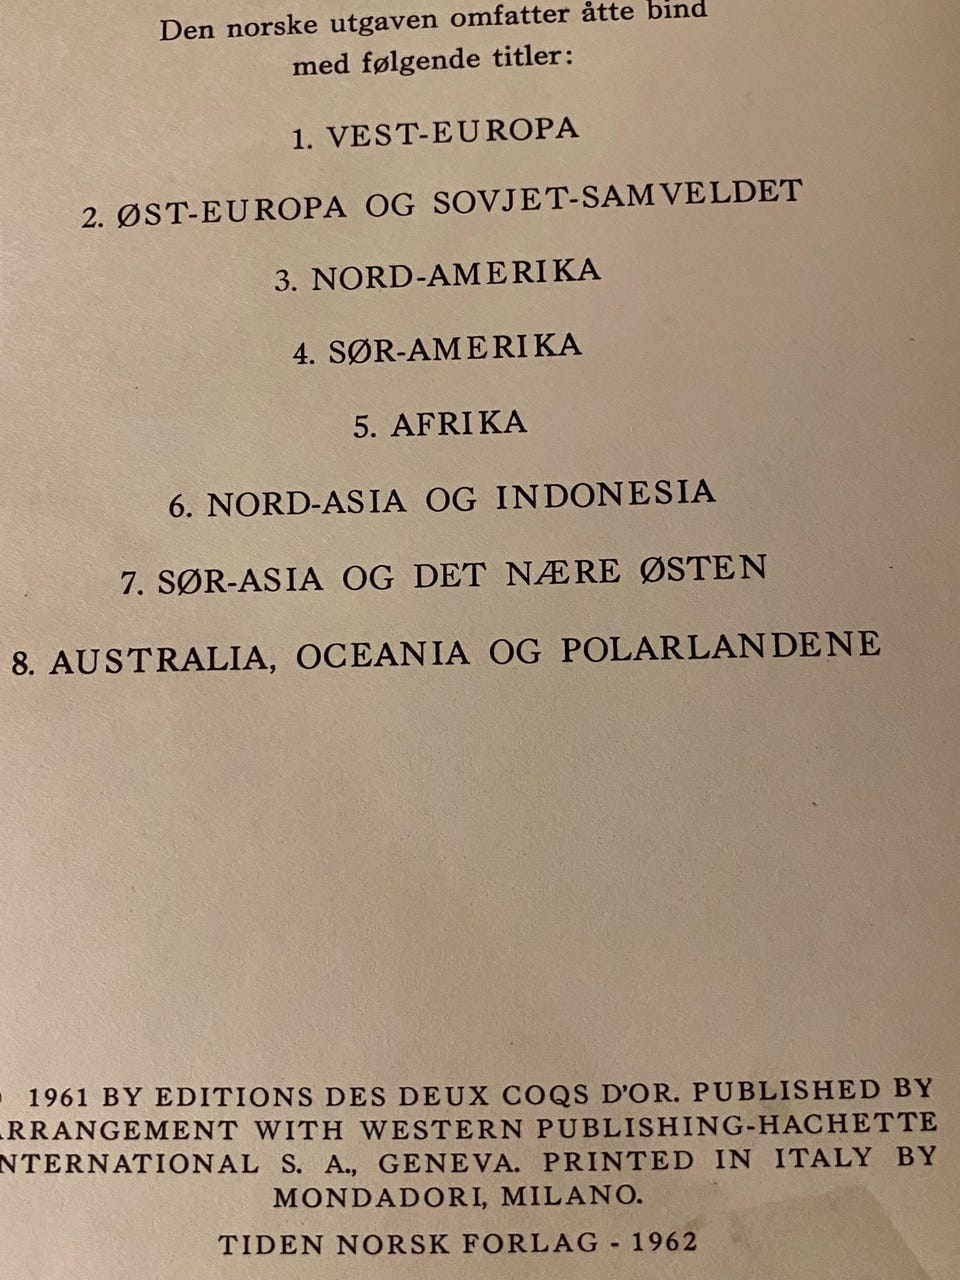 Den norske utgaven omfatter åtte bind
med følgende titler:
1. VEST-EUROPA
2. ØST-EUROPA OG SOVJET-SAMVELDET
3. NORD-AMERIKA
4. SØR-AMERIKA
5. AFRIKA
6. NORD-ASIA OG INDONESIA
7. SØR-ASIA OG DET NÆRE ØSTEN
8. AUSTRALIA, OCEANIA OG POLARLANDENE
1961 BY EDITIONS DES DEUX COQS D'OR. PUBLISHED BY
RRANGEMENT WITH WESTERN PUBLISHING-HACHETTE
NTERNATIONAL S. A., GENEVA. PRINTED IN ITALY BY
MONDADORI, MILANO.
TIDEN NORSK FORLAG - 1962